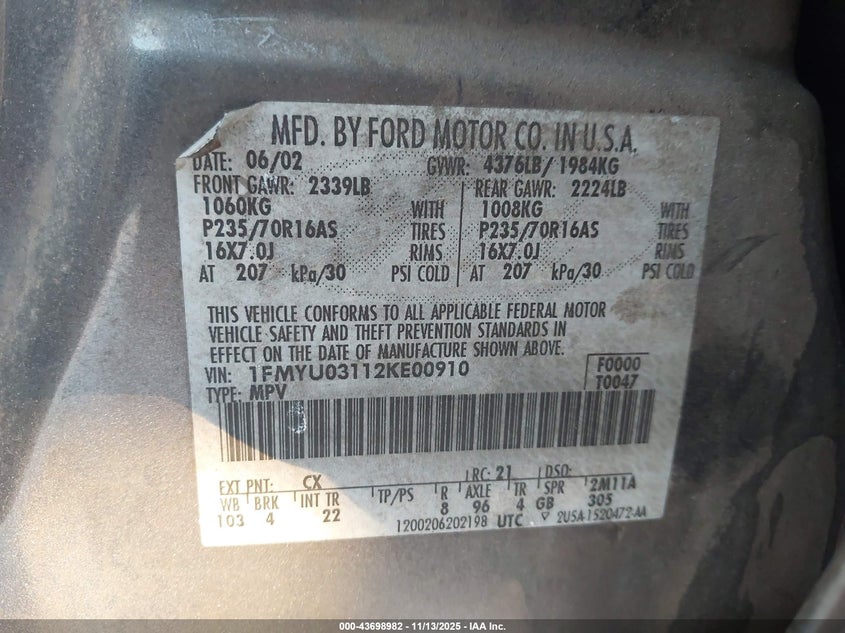 MFD. BY FORD MOTOR CO. IN U.S.A.
DATE: 06/02 GVWR: 4376LB/ 1984KG
FRONT GAWR: 2339LB REAR GAWR: 2224LB
1060KG WITH 1008KG WITH
P235/70R16AS TIRES P235/70R16AS TIRES
16X7.0J RIMS 16X7.0J RIMS
AT 207 kPa/30 PSI COLD AT 207 kPa/30 PSI COLD
THIS VEHICLE CONFORMS TO ALL APPLICABLE FEDERAL MOTOR
VEHICLE SAFETY AND THEFT PREVENTION STANDARDS IN
EFFECT ON THE DATE OF MANUFACTURE SHOWN ABOVE.
VIN: 1FMYU03112KE00910 F0000
TYPE: MPV T0047
EXT PNT: CX RC: 21 DSO:
WB BRK INT TR TP/PS R AXLE TR SPR 2M11A
103 4 22 8 96 4 GB 305
1200206202198 UTC ▽ 2U5A-1520472-AA
000-43698982 | 11/13/2025 - IAA Inc.